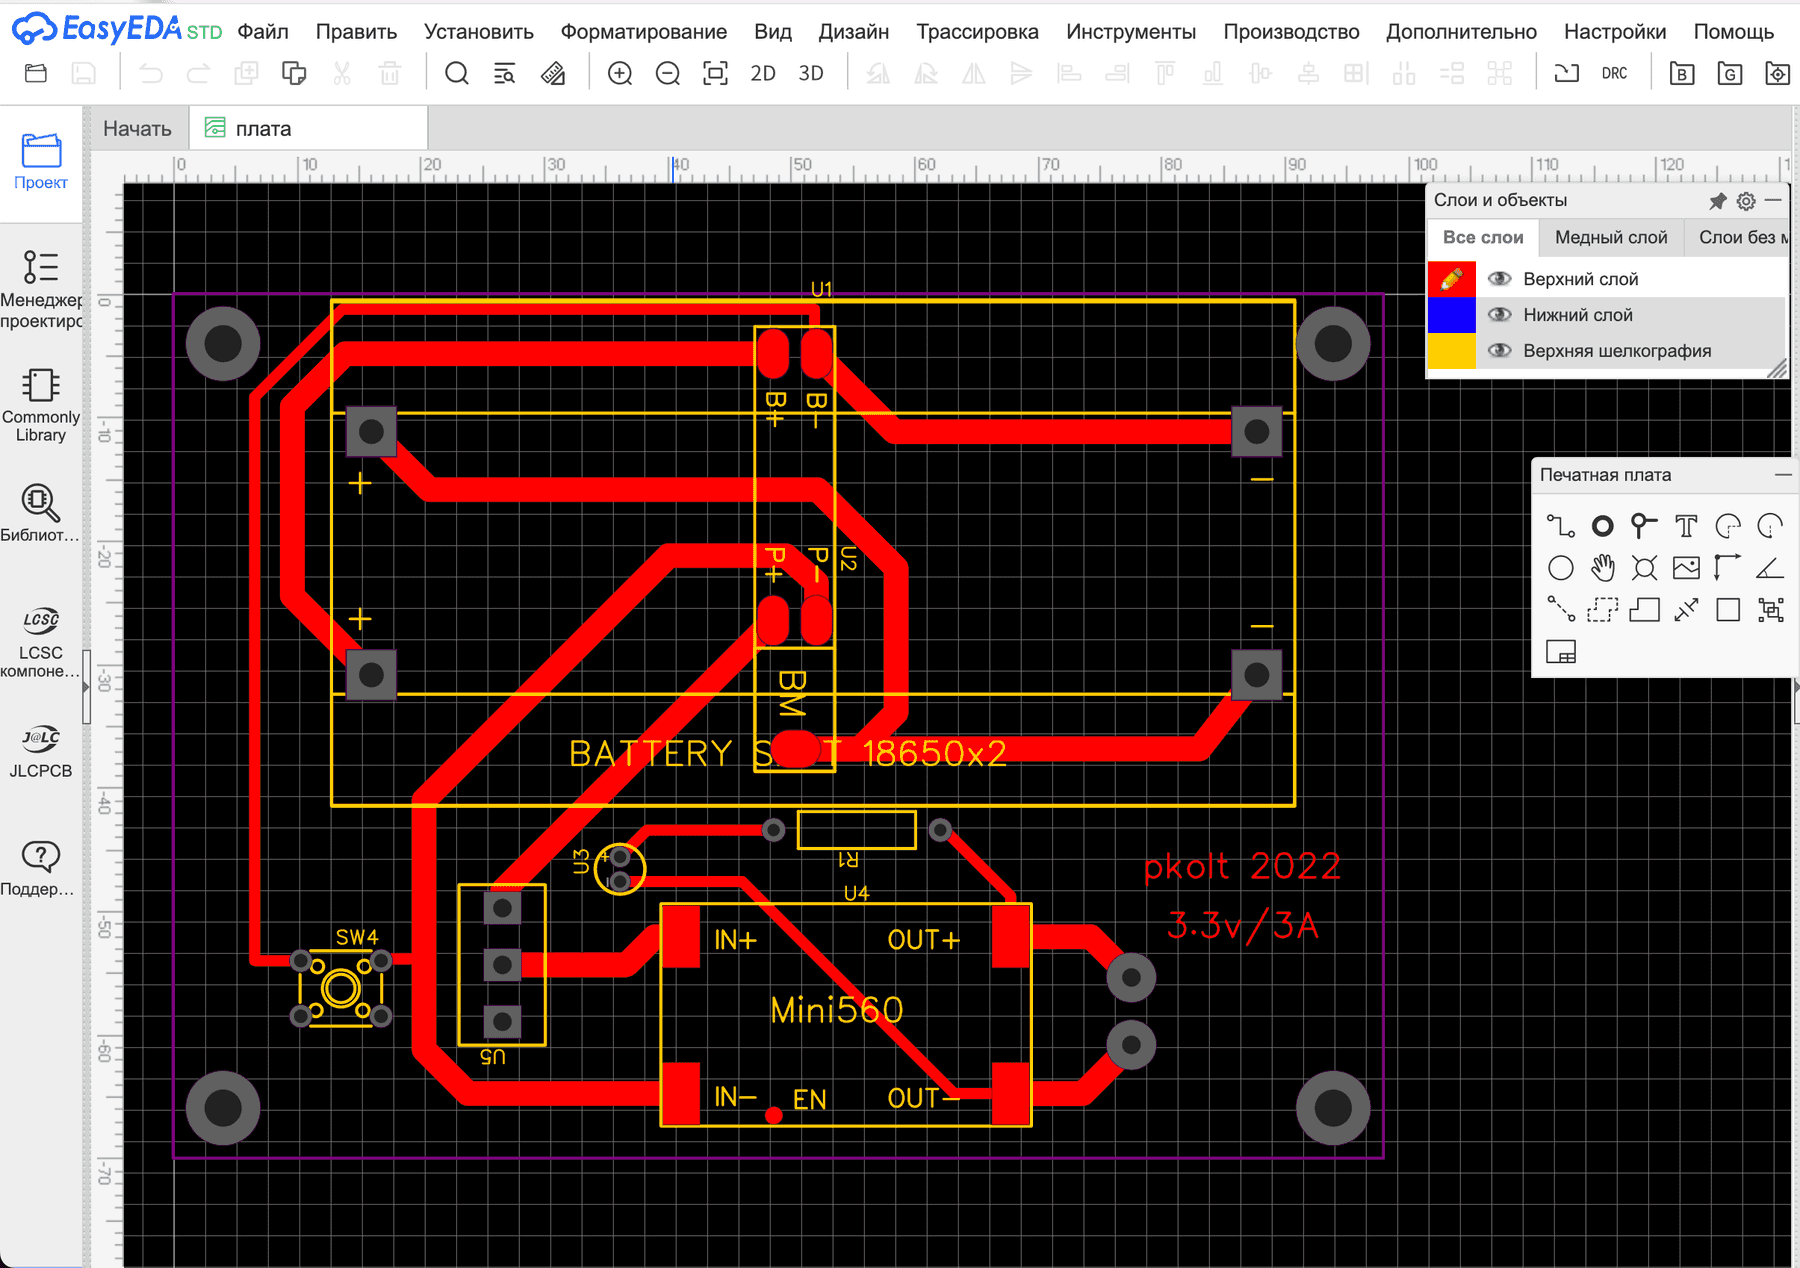 EasyEDA STD Файл Править Установить Форматирование Вид Дизайн Трассировка Инструменты Производство Дополнительно Настройки Помощь
2D 3D DRC B G
Начать плата
Проект
Менеджер
проектирс
Commonly
Library
Библиот...
LCSC
LCSC
компоне...
J@LC
JLCPCB
Поддер...
0 10 20 30 40 50 60 70 80 90 100 110 120 1
0
-10
-20
-30
-40
-50
-60
-70
Слои и объекты
Все слои Медный слой Слои без м
Верхний слой
Нижний слой
Верхняя шелкография
Печатная плата
U1
B+ B-
+ -
P+ P- U2
+ -
BM
BATTERY S T 18650x2
U3 +
R1
U4
pkolt 2022
3.3v/3A
SW4
IN+ OUT+
Mini560
U5
IN- EN OUT-